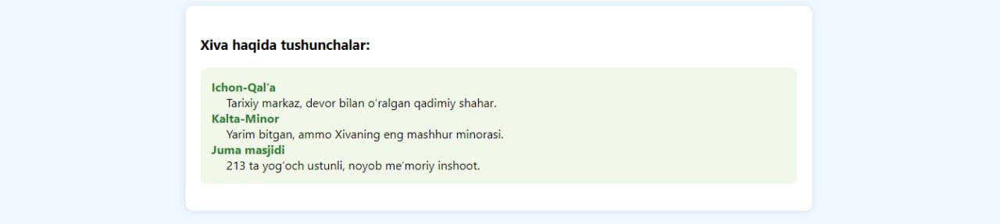 Xiva haqida tushunchalar:
Ichon-Qal’a
Tarixiy markaz, devor bilan o‘ralgan qadimiy shahar.
Kalta-Minor
Yarim bitgan, ammo Xivaning eng mashhur minorasi.
Juma masjidi
213 ta yog‘och ustunli, noyob me’moriy inshoot.